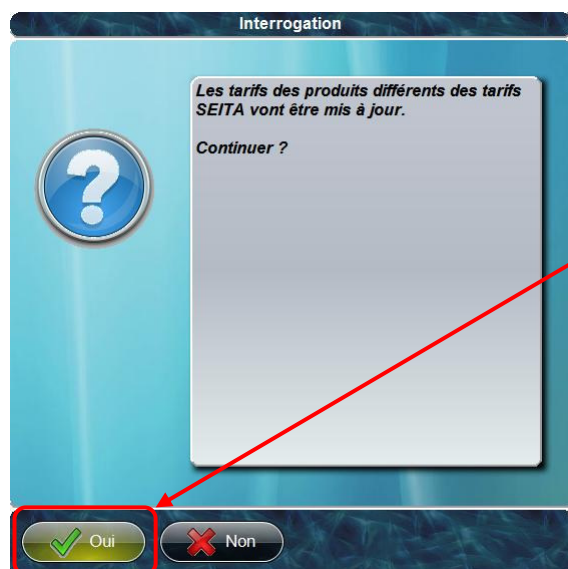 Interrogation
Les tarifs des produits différents des tarifs
SEITA vont être mis à jour.
Continuer ?
Oui
Non